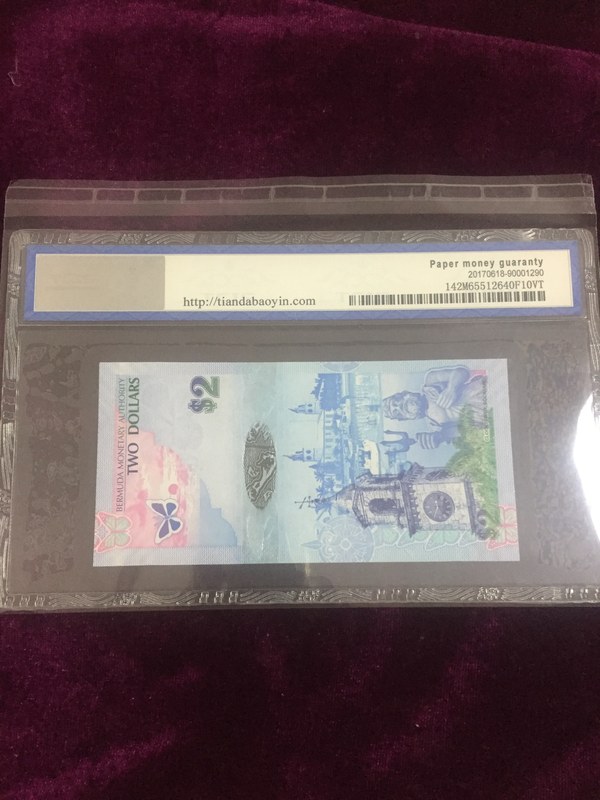 Paper money guaranty
20170618-90001290
142M65512640F10VT
http://tiandabaoyin.com
BERMUDA MONETARY AUTHORITY
TWO DOLLARS
$2